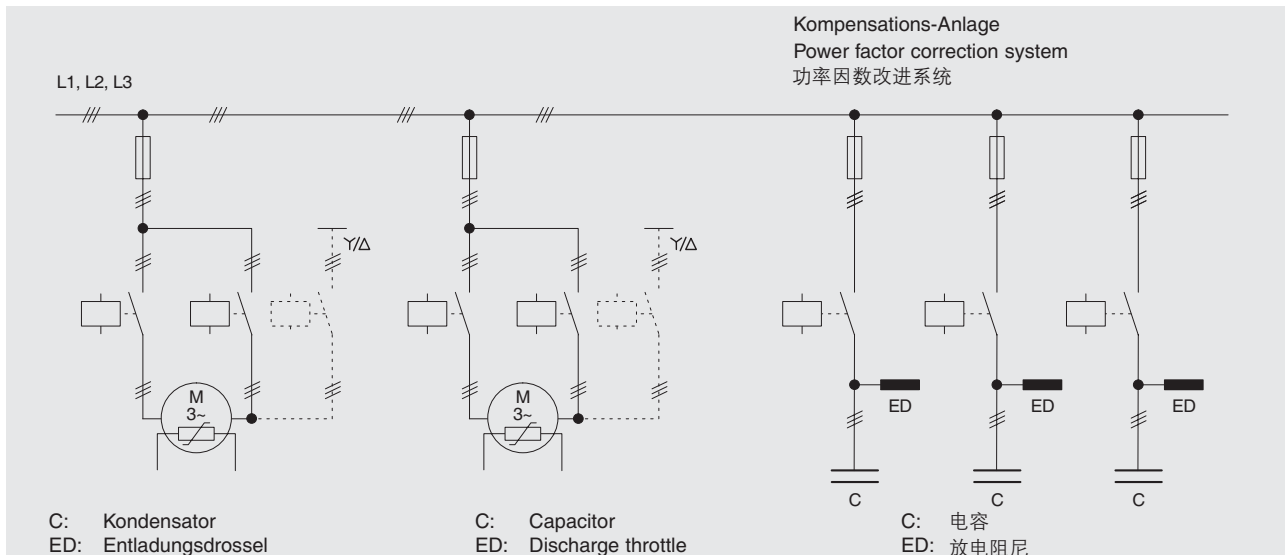 Kompensations-Anlage
Power factor correction system
功率因数改进系统
L1, L2, L3
Y/Δ
Y/Δ
M
3~
M
3~
ED
ED
ED
C
C
C
C: Kondensator
ED: Entladungsdrossel
C: Capacitor
ED: Discharge throttle
C: 电容
ED: 放电阻尼